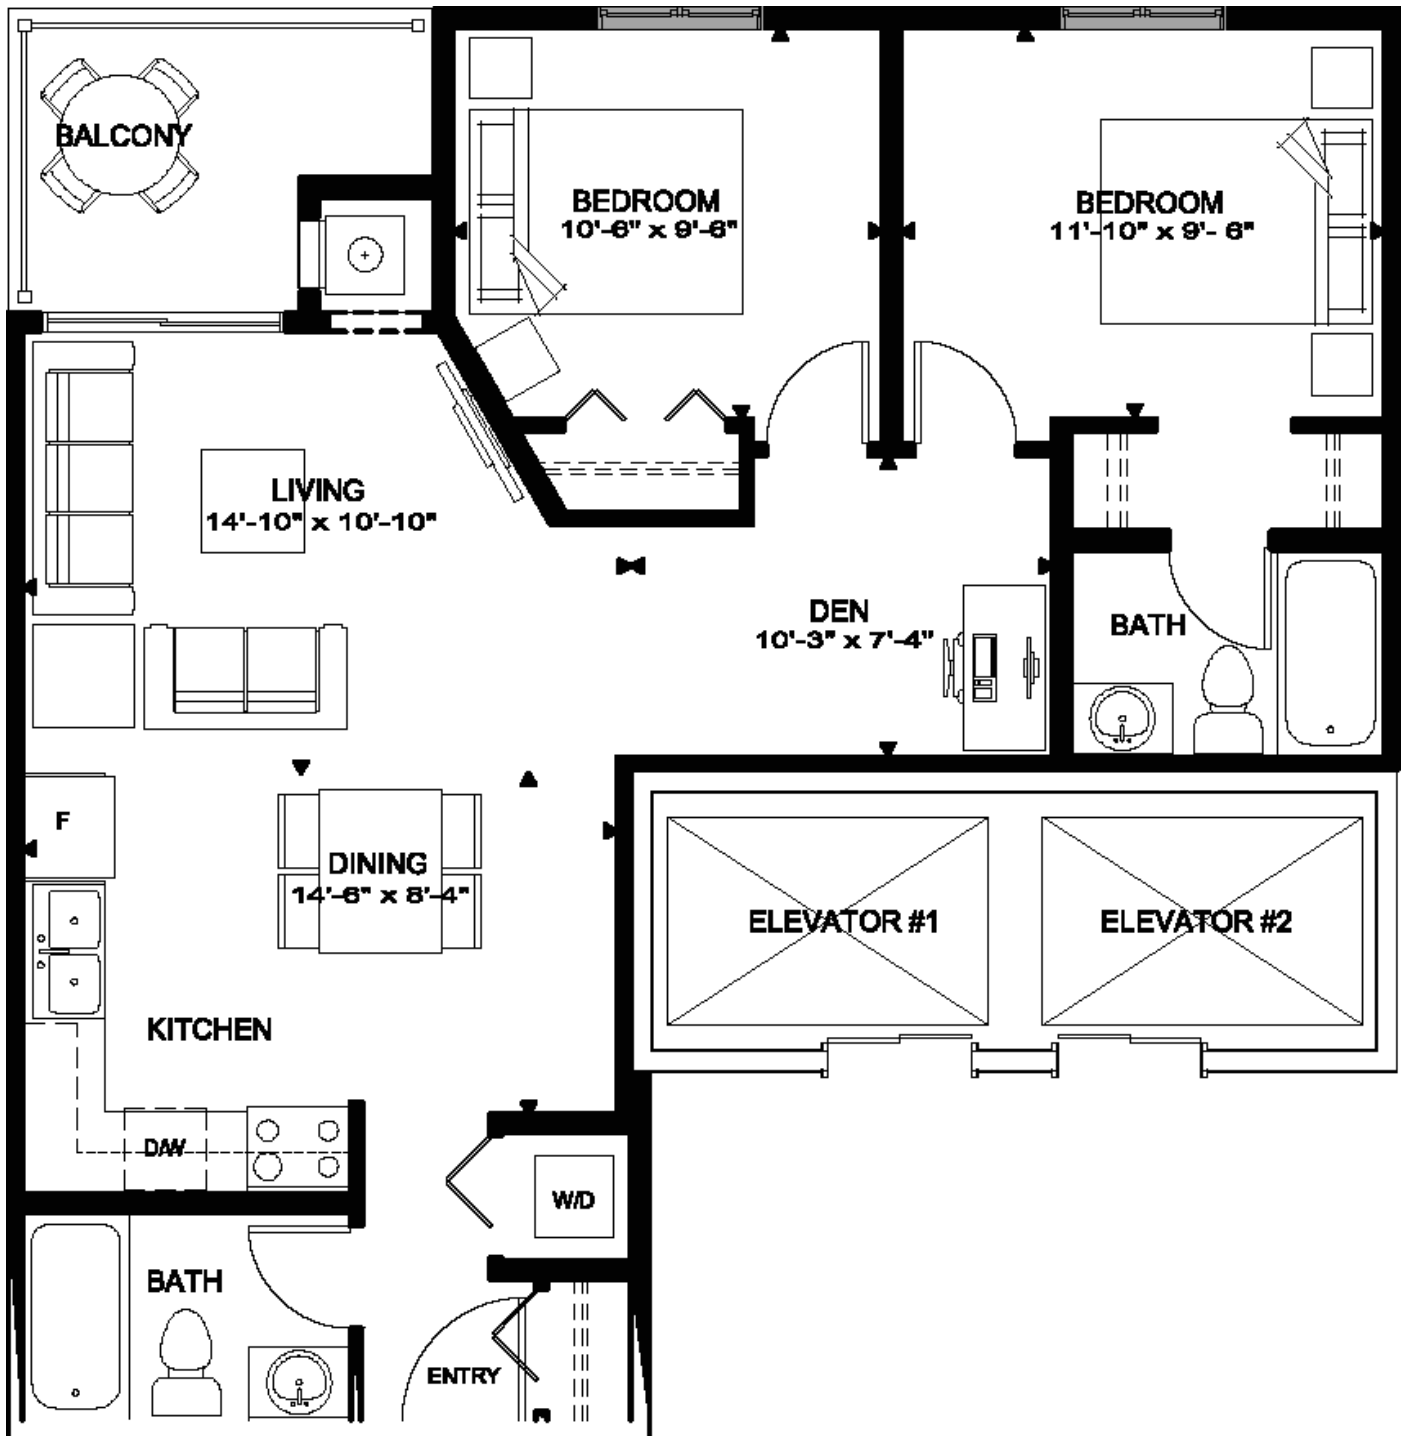 BALCONY
BEDROOM
10'-6" x 9'-6"
BEDROOM
11'-10" x 9'- 6"
LIVING
14'-10" x 10'-10"
DEN
10'-3" x 7'-4"
BATH
F
DINING
14'-6" x 8'-4"
ELEVATOR #1
ELEVATOR #2
KITCHEN
D/W
W/D
BATH
ENTRY